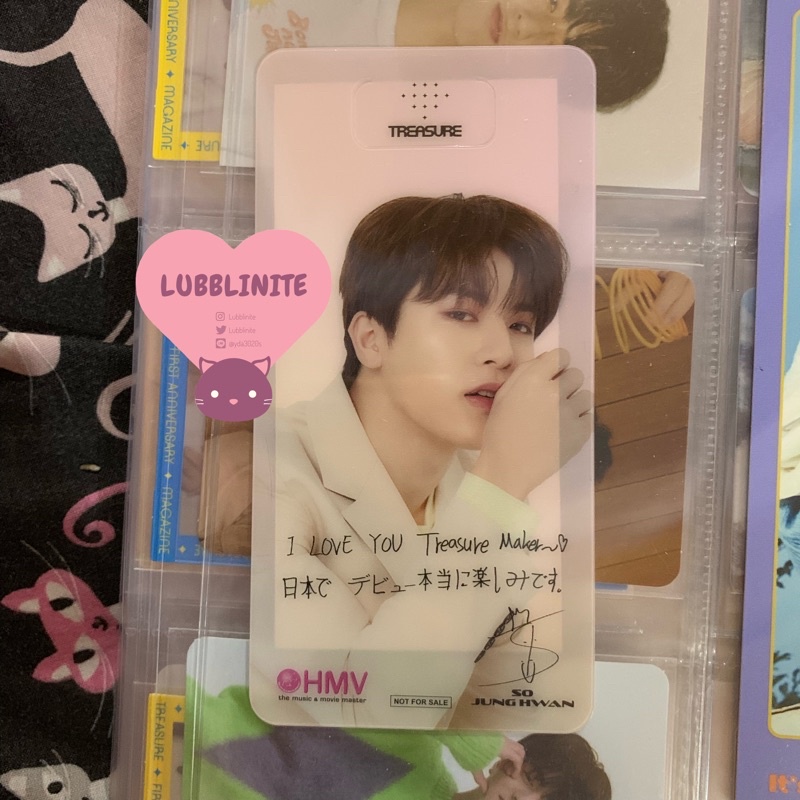 ANNIVERSARY ✦ MAGAZINE
TREASURE
LUBBLINITE
Lubblinite
Lubblinite
FIRST ANNIVERSARY ✦ MAGAZINE
I LOVE YOU Treasure Maker~♡
日本で デビュー本当に楽しみです。
HMV
the music & movie master
NOT FOR SALE
SO
JUNG HWAN
TREASURE ✦ FIR
It's